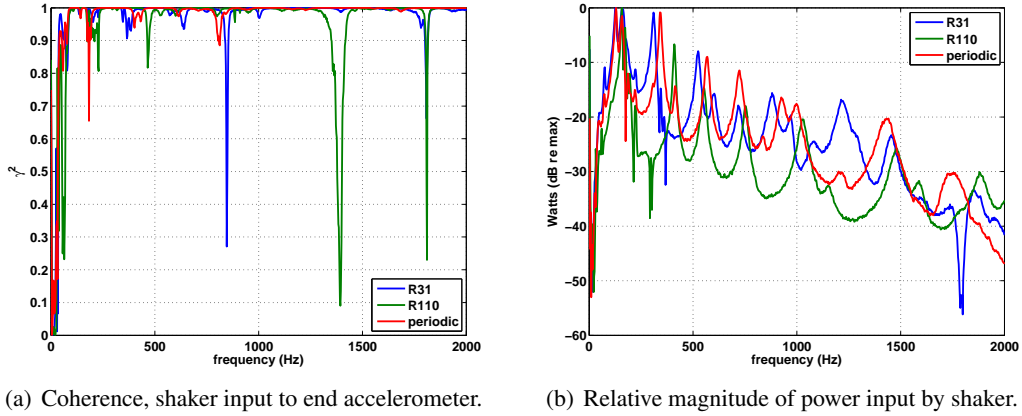 1
0.9
0.8
0.7
0.6
0.5
0.4
0.3
0.2
0.1
0
γ²
0 500 1000 1500 2000
frequency (Hz)
R31
R110
periodic
0
−10
−20
−30
−40
−50
−60
Watts (dB re max)
0 500 1000 1500 2000
frequency (Hz)
R31
R110
periodic
(a) Coherence, shaker input to end accelerometer.
(b) Relative magnitude of power input by shaker.